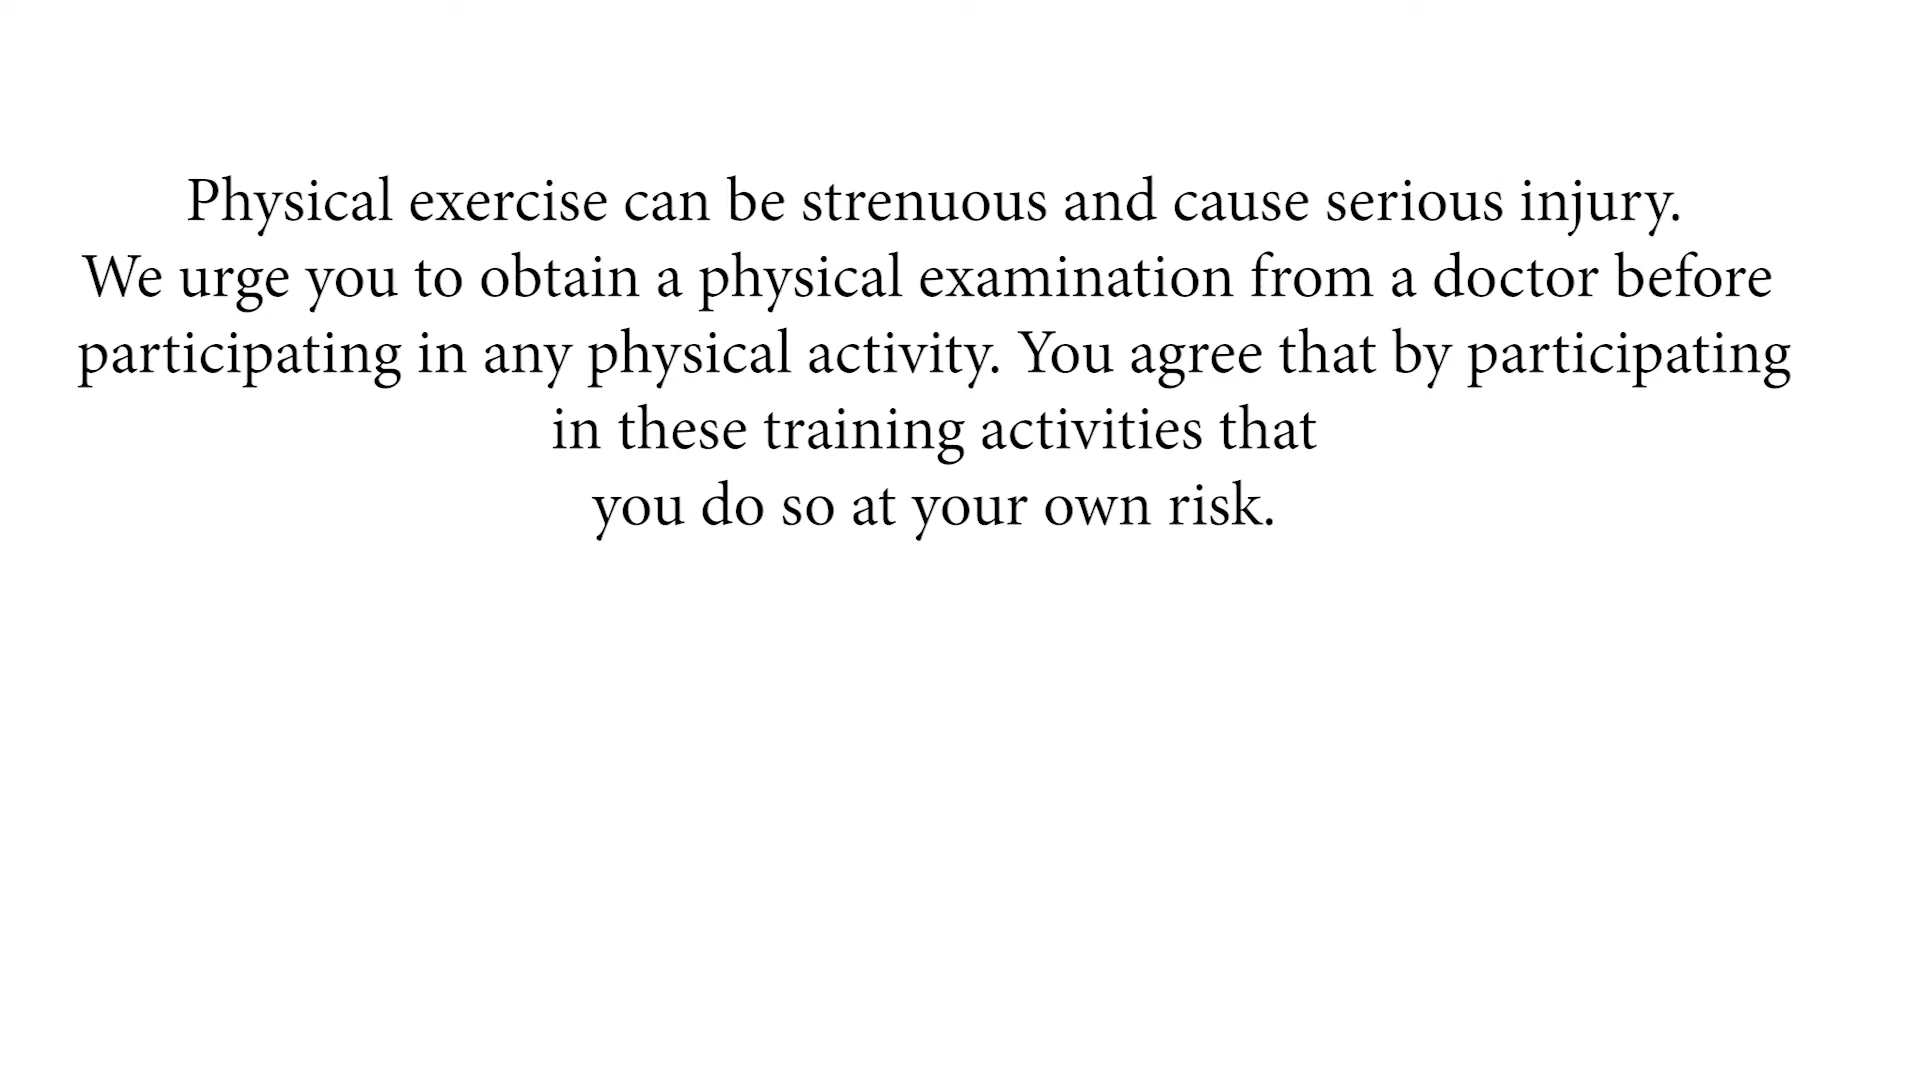 Physical exercise can be strenuous and cause serious injury.
We urge you to obtain a physical examination from a doctor before
participating in any physical activity. You agree that by participating
in these training activities that
you do so at your own risk.